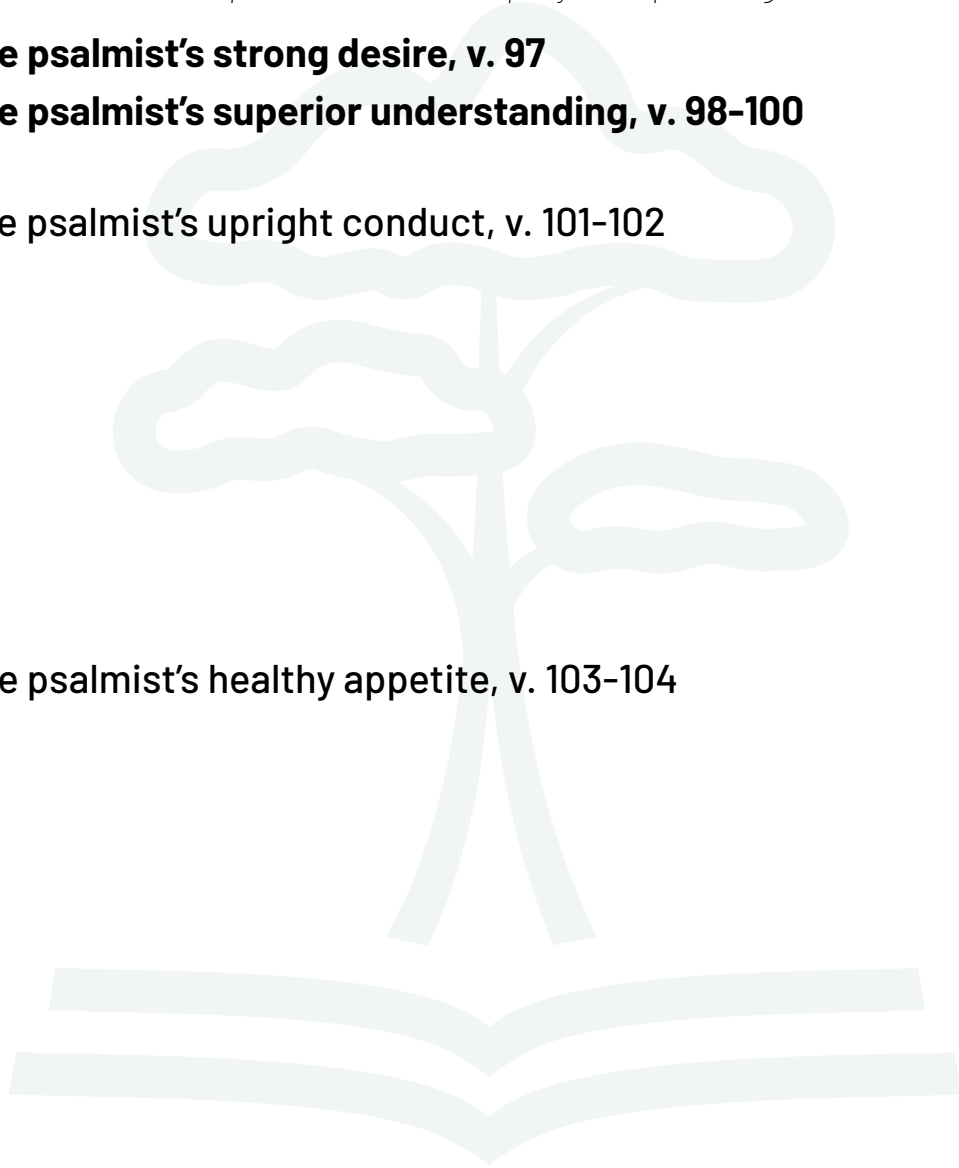 e psalmist’s strong desire, v. 97
e psalmist’s superior understanding, v. 98-100
e psalmist’s upright conduct, v. 101-102
e psalmist’s healthy appetite, v. 103-104